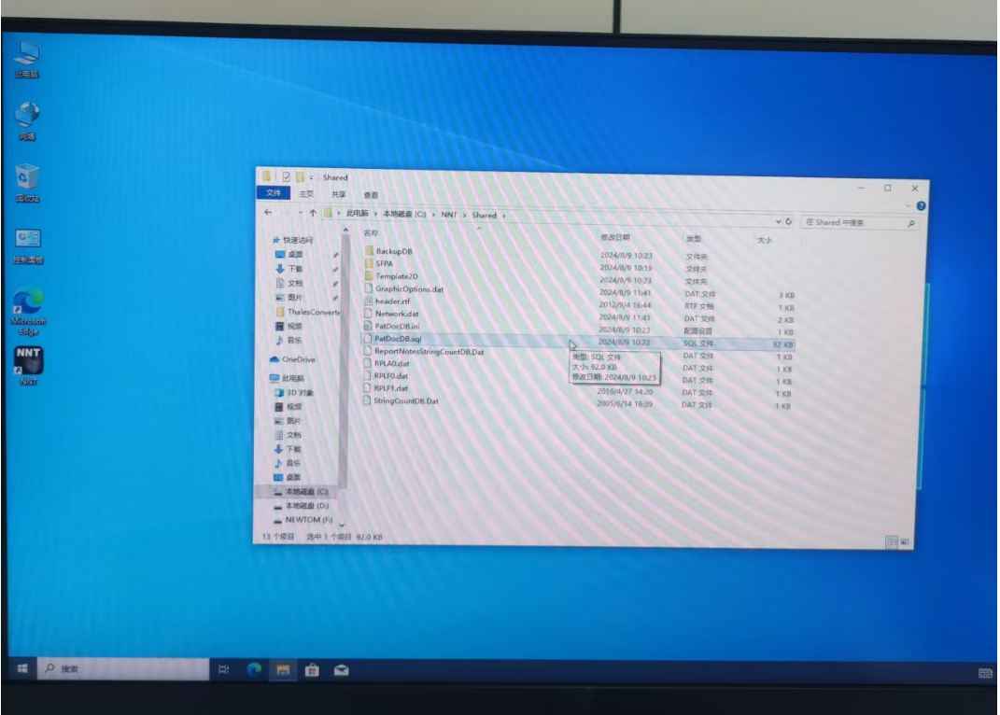 此电脑
网络
回收站
控制面板
Microsoft Edge
NNT
NNT
Shared
文件 主页 共享 查看
此电脑 › 本地磁盘 (C:) › NNT › Shared ›
在 Shared 中搜索
名称 修改日期 类型 大小
BackupDB 2024/8/9 10:23 文件夹
SFPA 2024/8/9 10:19 文件夹
Template2D 2024/8/9 10:23 文件夹
GraphicOptions.dat 2024/8/9 11:41 DAT 文件 3 KB
header.rtf 2012/9/4 16:44 RTF 文档 1 KB
Network.dat 2024/8/9 11:41 DAT 文件 2 KB
PatDocDB.ini 2024/8/9 10:23 配置设置 1 KB
PatDocDB.sql 2024/8/9 10:23 SQL 文件 92 KB
ReportNotesStringCountDB.Dat DAT 文件 1 KB
RPLA0.dat DAT 文件 1 KB
RPLF0.dat DAT 文件 1 KB
RPLF1.dat 2016/4/27 14:20 DAT 文件 1 KB
StringCountDB.Dat 2005/6/14 16:39 DAT 文件 1 KB
类型: SQL 文件
大小: 92.0 KB
修改日期: 2024/8/9 10:23
快速访问
桌面
下载
文档
图片
ThalesConverte
视频
音乐
OneDrive
此电脑
3D 对象
视频
图片
文档
下载
音乐
桌面
本地磁盘 (C:)
本地磁盘 (D:)
NEWTOM (F:)
13 个项目 选中 1 个项目 92.0 KB
搜索